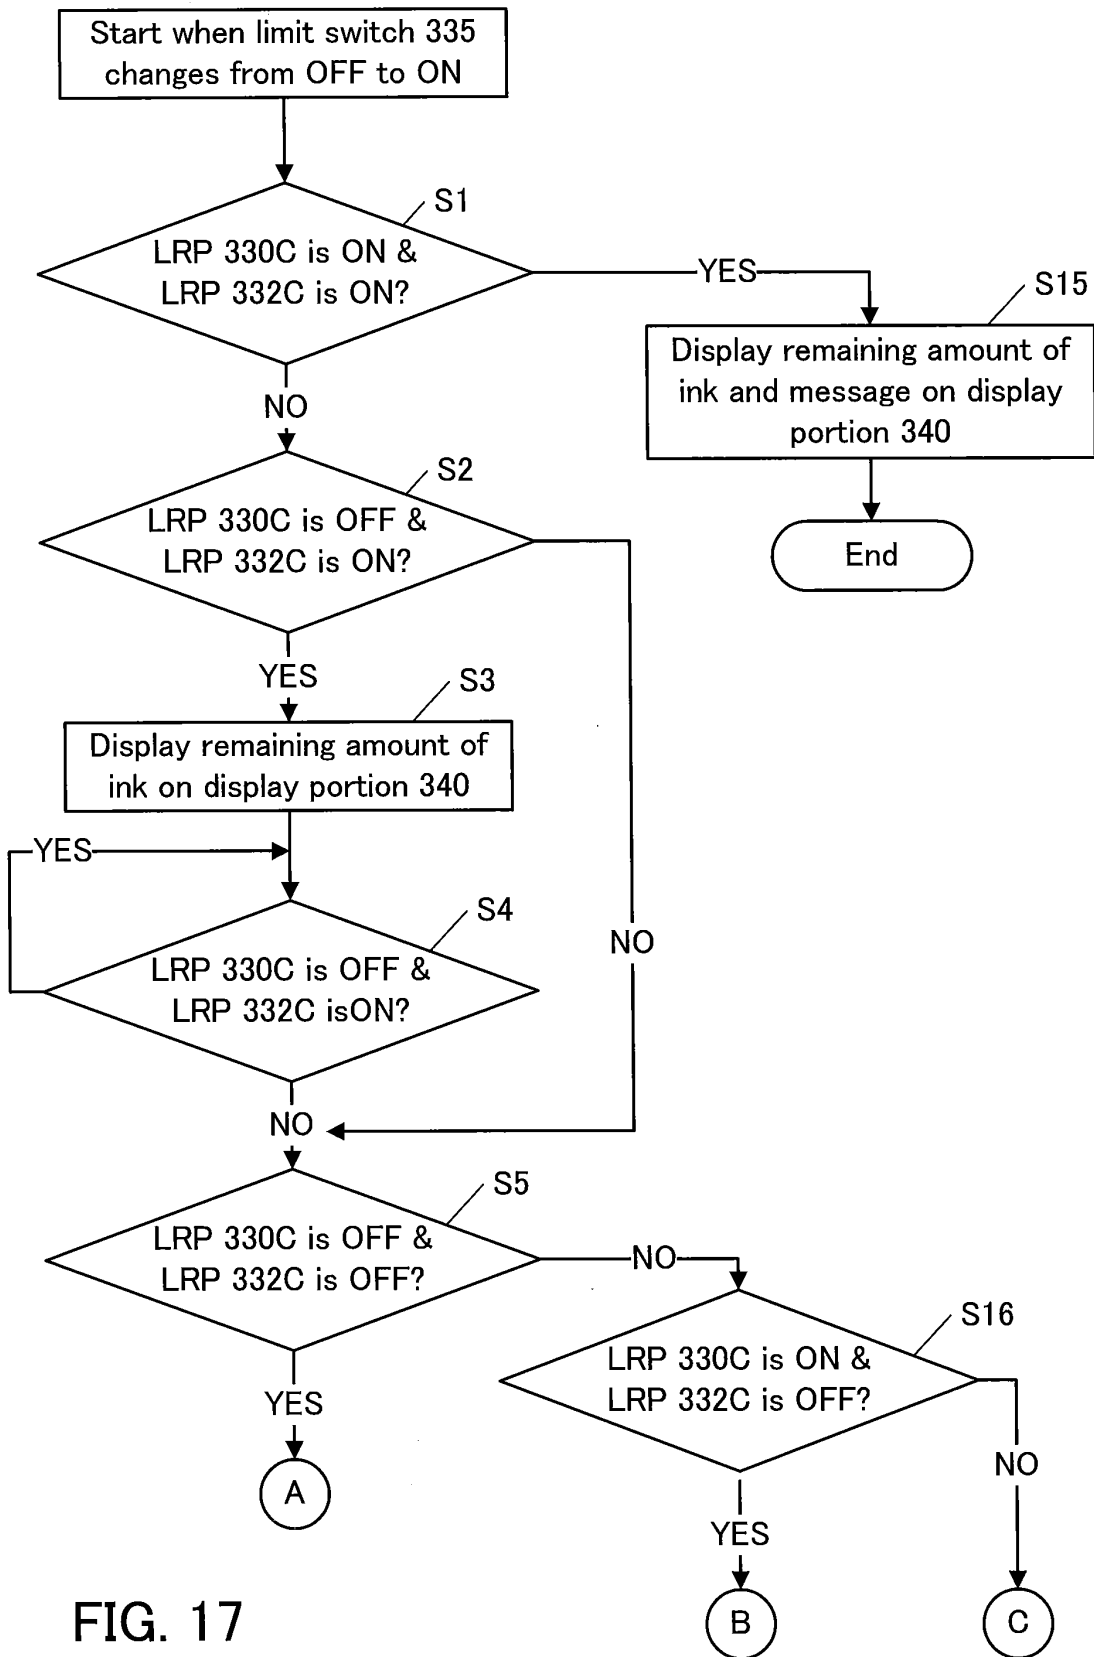 Start when limit switch 335
changes from OFF to ON
S1
LRP 330C is ON &
LRP 332C is ON?
YES
S15
Display remaining amount of
ink and message on display
portion 340
End
NO
S2
LRP 330C is OFF &
LRP 332C is ON?
YES
S3
Display remaining amount of
ink on display portion 340
YES
S4
LRP 330C is OFF &
LRP 332C isON?
NO
NO
S5
LRP 330C is OFF &
LRP 332C is OFF?
NO
S16
LRP 330C is ON &
LRP 332C is OFF?
YES
A
NO
YES
B
C
FIG. 17